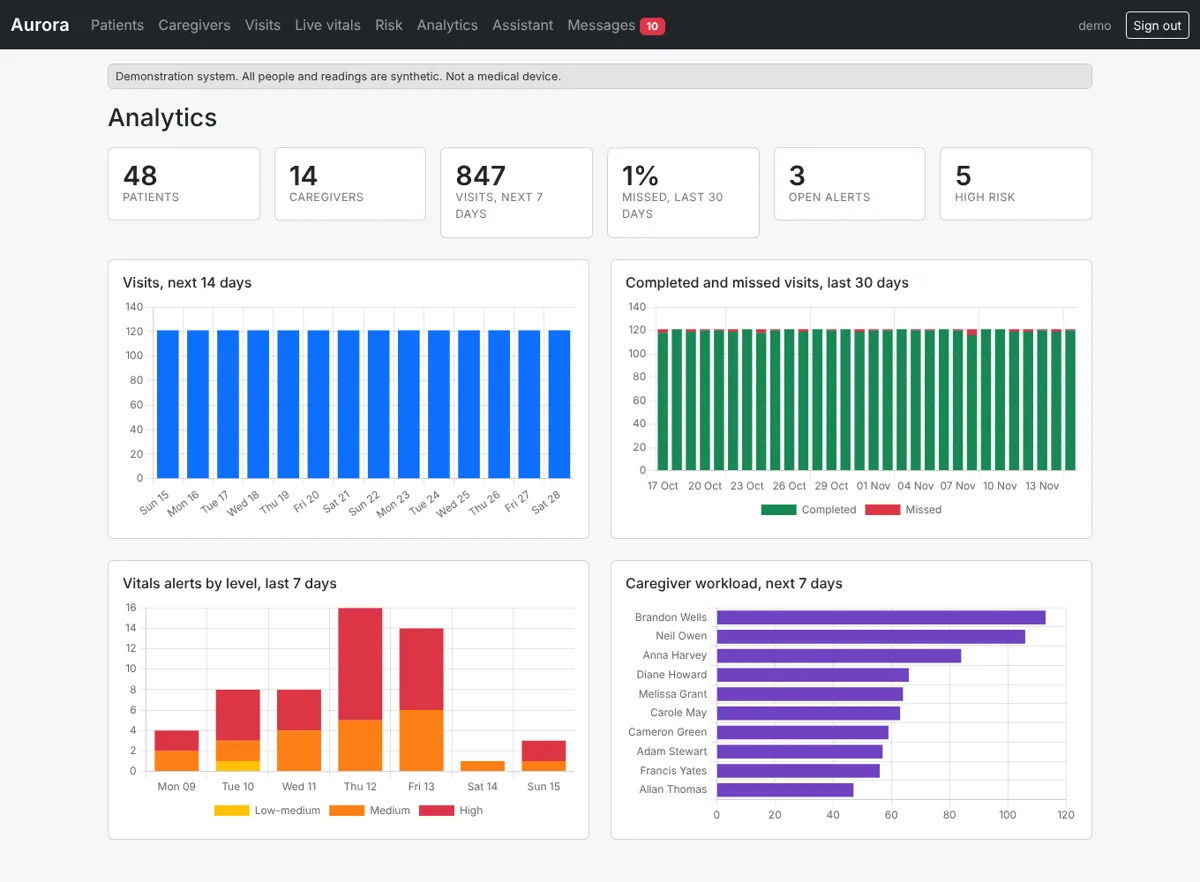 Aurora Patients Caregivers Visits Live vitals Risk Analytics Assistant Messages 10 demo Sign out
Demonstration system. All people and readings are synthetic. Not a medical device.
Analytics
48
PATIENTS
14
CAREGIVERS
847
VISITS, NEXT 7
DAYS
1%
MISSED, LAST 30
DAYS
3
OPEN ALERTS
5
HIGH RISK
Visits, next 14 days
140
120
100
80
60
40
20
0
Sun 15 Mon 16 Tue 17 Wed 18 Thu 19 Fri 20 Sat 21 Sun 22 Mon 23 Tue 24 Wed 25 Thu 26 Fri 27 Sat 28
Completed and missed visits, last 30 days
140
120
100
80
60
40
20
0
17 Oct 20 Oct 23 Oct 26 Oct 29 Oct 01 Nov 04 Nov 07 Nov 10 Nov 13 Nov
Completed Missed
Vitals alerts by level, last 7 days
16
14
12
10
8
6
4
2
0
Mon 09 Tue 10 Wed 11 Thu 12 Fri 13 Sat 14 Sun 15
Low-medium Medium High
Caregiver workload, next 7 days
Brandon Wells
Neil Owen
Anna Harvey
Diane Howard
Melissa Grant
Carole May
Cameron Green
Adam Stewart
Francis Yates
Allan Thomas
0 20 40 60 80 100 120